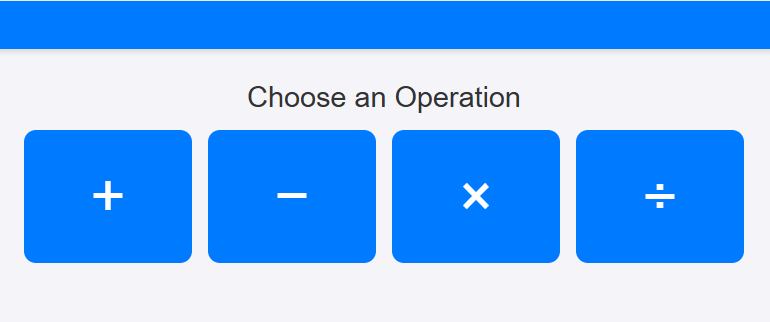 Choose an Operation
+ − × ÷